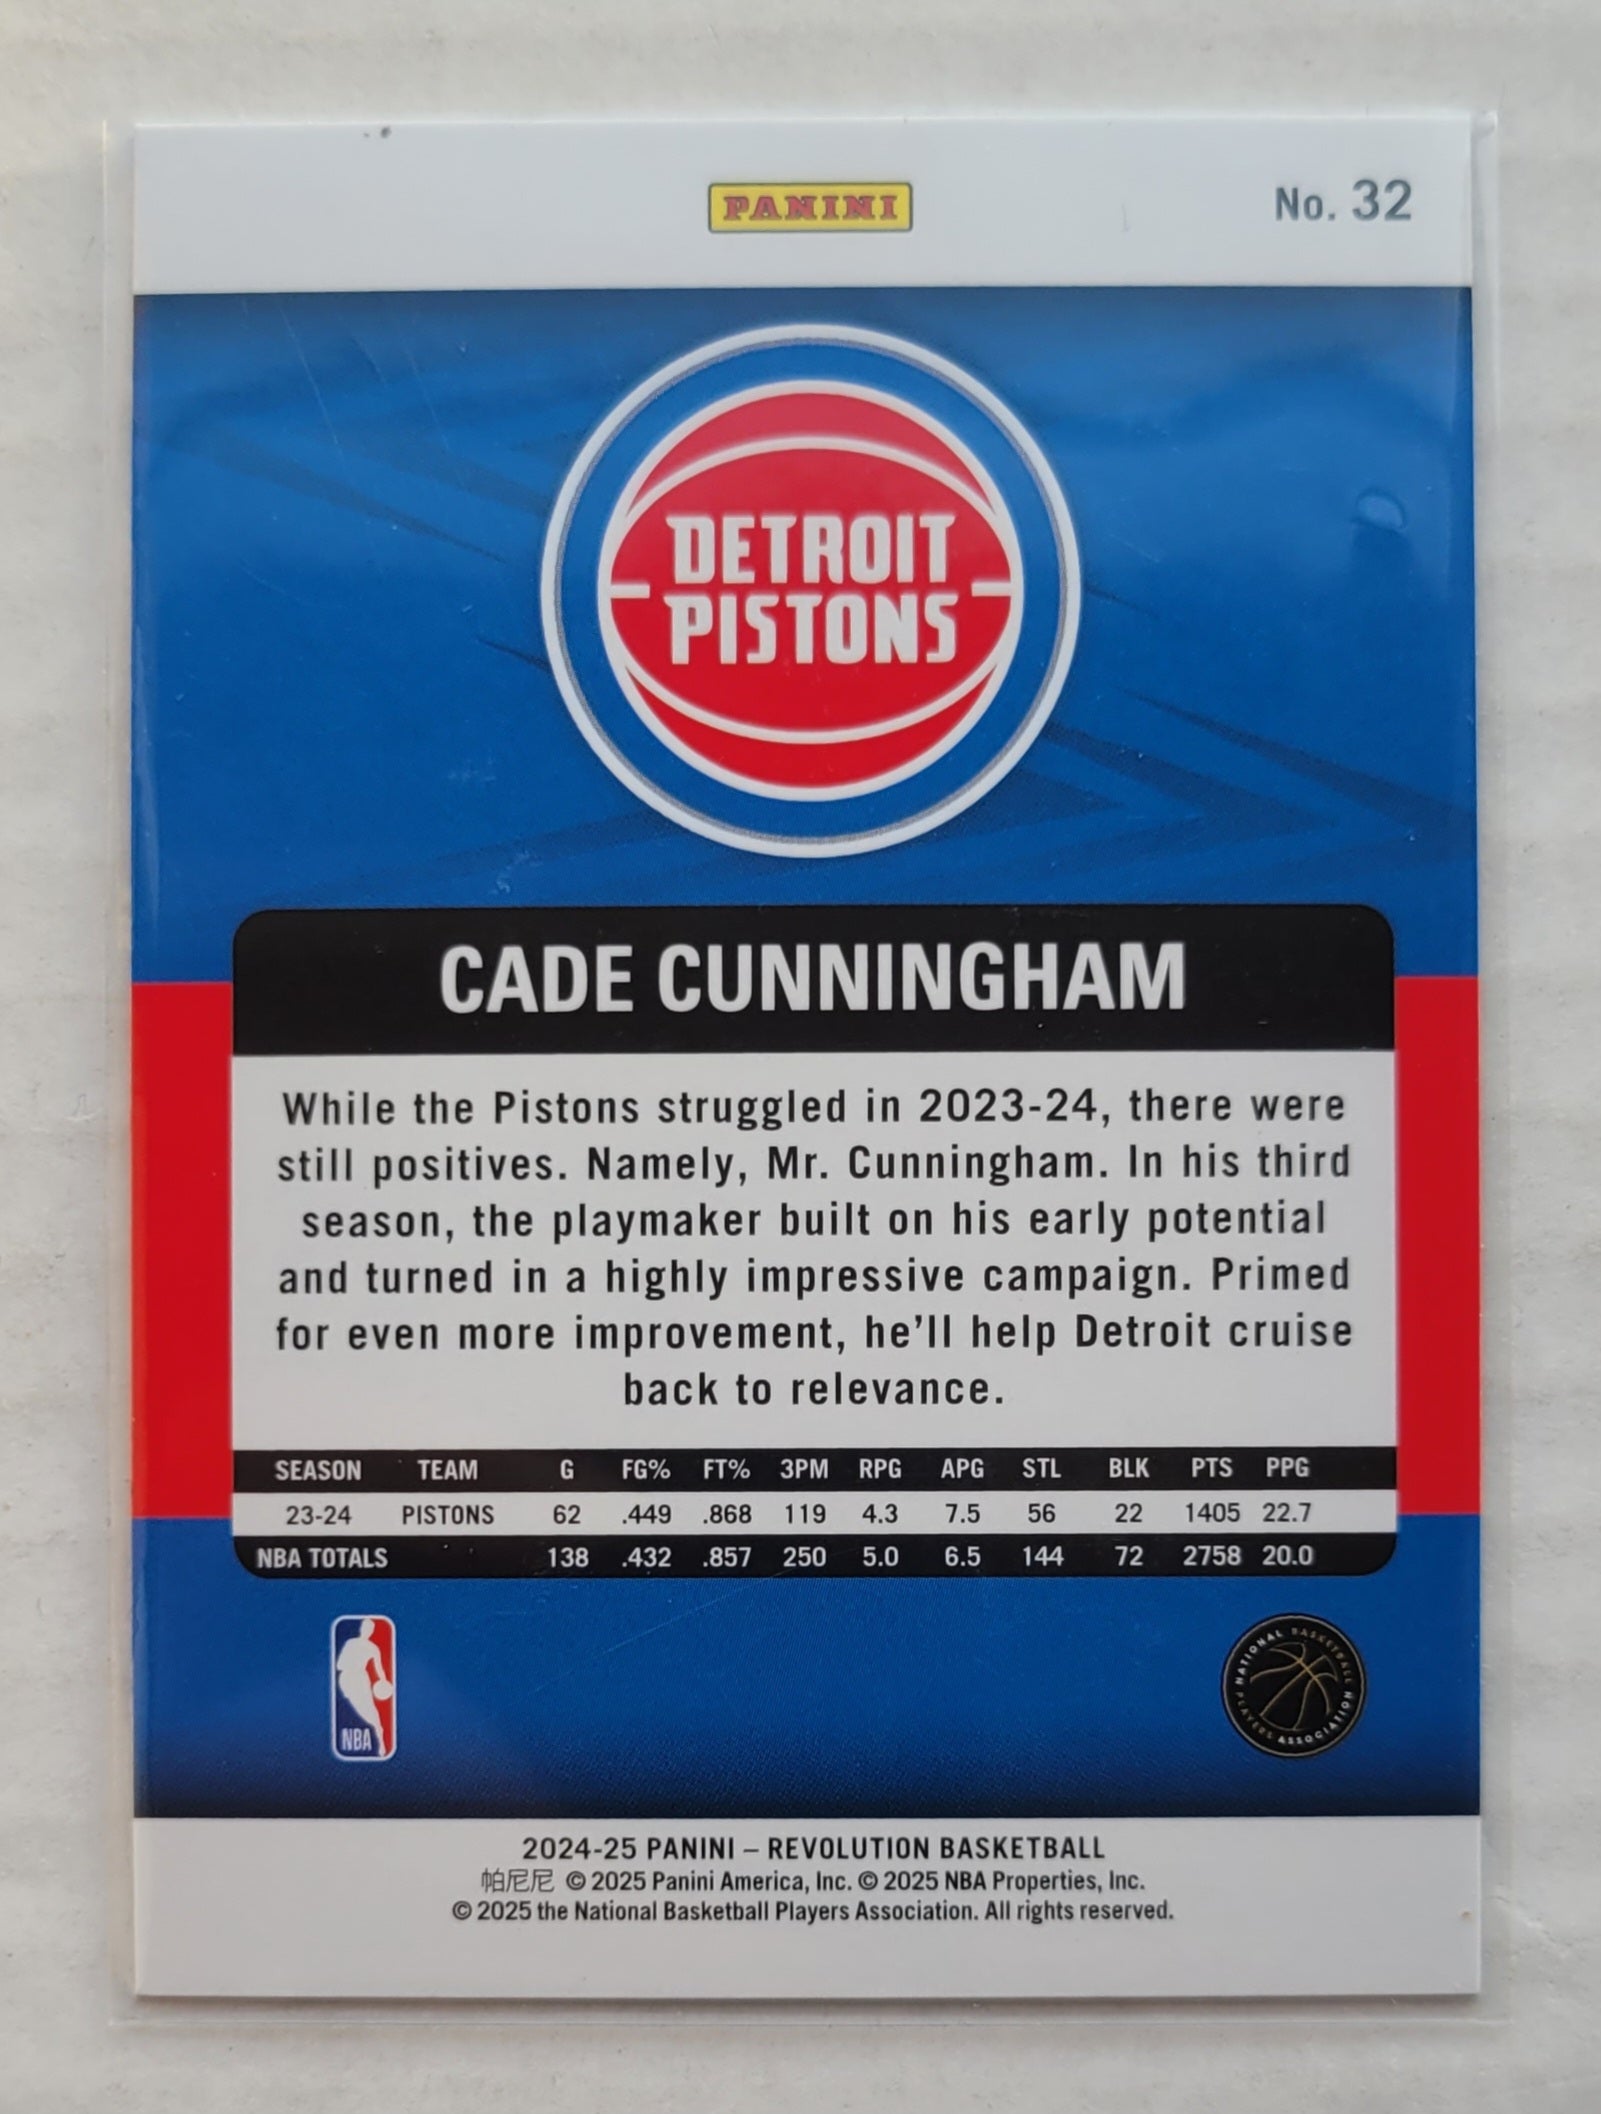 PANINI
No. 32
DETROIT
PISTONS
CADE CUNNINGHAM
While the Pistons struggled in 2023-24, there were
still positives. Namely, Mr. Cunningham. In his third
season, the playmaker built on his early potential
and turned in a highly impressive campaign. Primed
for even more improvement, he'll help Detroit cruise
back to relevance.
SEASON TEAM G FG% FT% 3PM RPG APG STL BLK PTS PPG
23-24 PISTONS 62 .449 .868 119 4.3 7.5 56 22 1405 22.7
NBA TOTALS 138 .432 .857 250 5.0 6.5 144 72 2758 20.0
NBA
NATIONAL BASKETBALL PLAYERS ASSOCIATION
2024-25 PANINI – REVOLUTION BASKETBALL
帕尼尼 © 2025 Panini America, Inc. © 2025 NBA Properties, Inc.
© 2025 the National Basketball Players Association. All rights reserved.